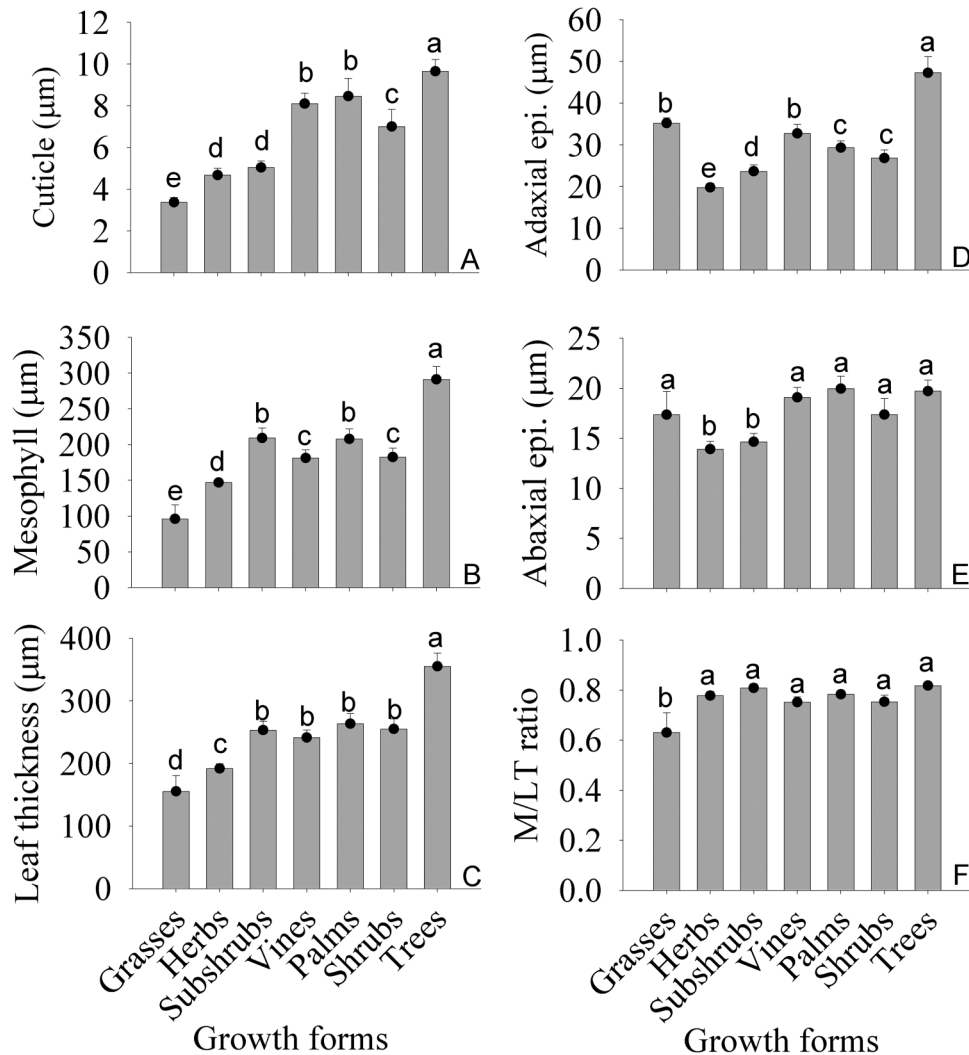 Cuticle (μm)
12
10
8
6
4
2
0
e
d
d
b
b
c
a
A
Adaxial epi. (μm)
60
50
40
30
20
10
0
b
e
d
b
c
c
a
D
Mesophyll (μm)
350
300
250
200
150
100
50
0
e
d
b
c
b
c
a
B
Abaxial epi. (μm)
25
20
15
10
5
0
a
b
b
a
a
a
a
E
Leaf thickness (μm)
400
300
200
100
0
d
c
b
b
b
b
a
C
Grasses
Herbs
Subshrubs
Vines
Palms
Shrubs
Trees
Growth forms
M/LT ratio
1.0
0.8
0.6
0.4
0.2
0.0
b
a
a
a
a
a
a
F
Grasses
Herbs
Subshrubs
Vines
Palms
Shrubs
Trees
Growth forms